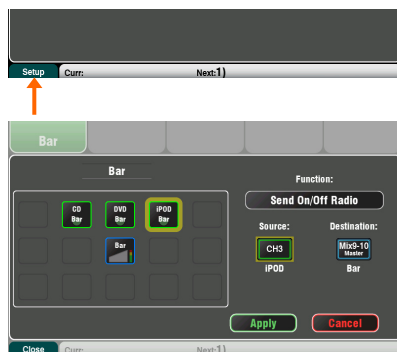 Setup Curr: Next:1)
Bar
Bar
Function:
Send On/Off Radio
CD Bar
DVD Bar
iPOD Bar
Source:
Destination:
Bar
CH3
Mix9-10 Master
iPOD
Bar
Apply
Cancel
Close Curr: Next:1)